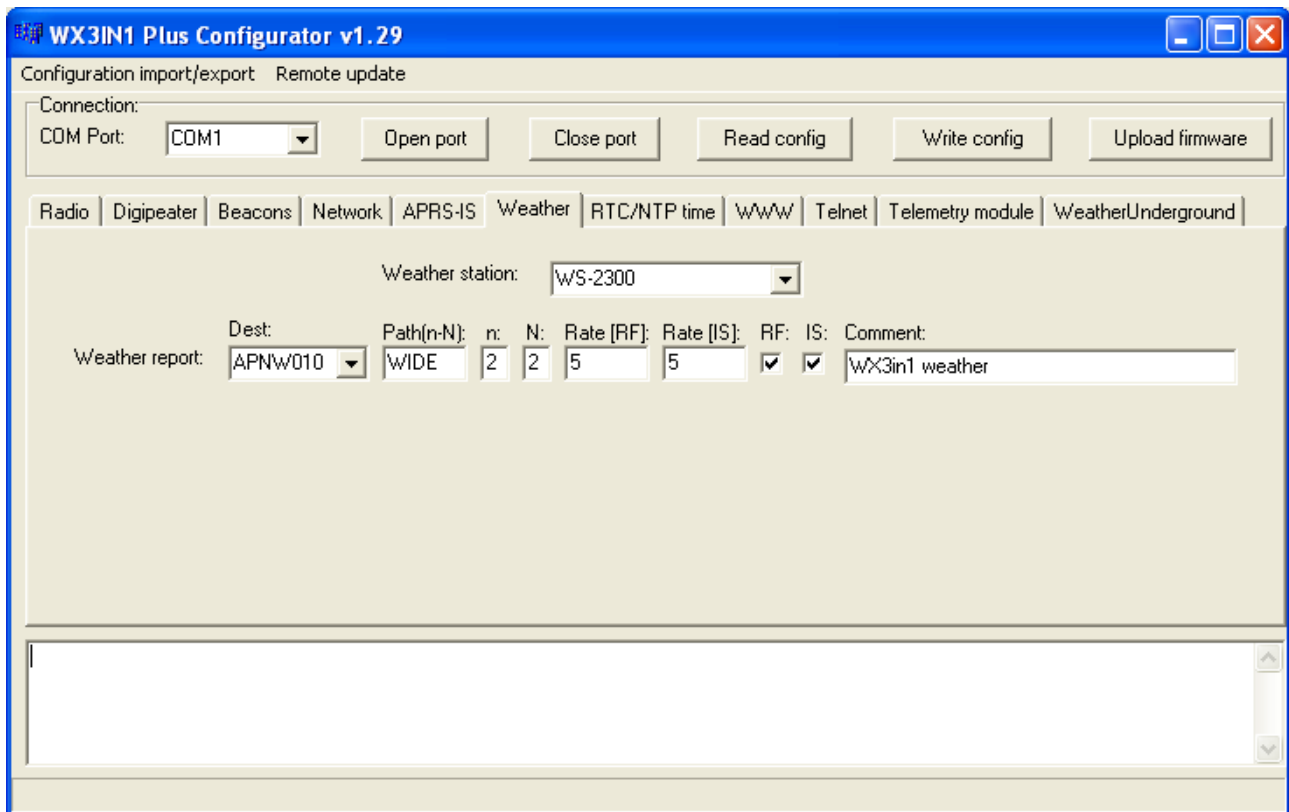 WX3IN1 Plus Configurator v1.29
Configuration import/export Remote update
Connection:
COM Port: COM1 Open port Close port Read config Write config Upload firmware
Radio Digipeater Beacons Network APRS-IS Weather RTC/NTP time WWW Telnet Telemetry module WeatherUnderground
Weather station: WS-2300
Dest: Path(n-N): n: N: Rate [RF]: Rate [IS]: RF: IS: Comment:
Weather report: APNW010 WIDE 2 2 5 5 WX3in1 weather